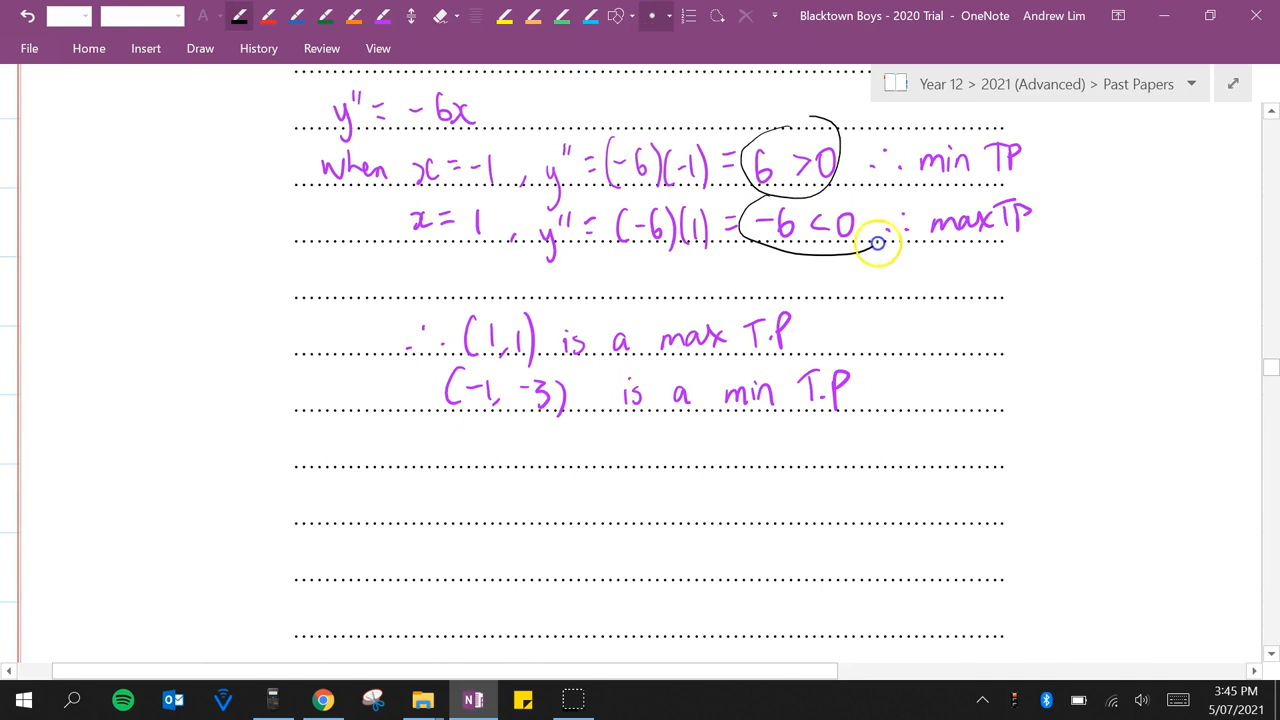 Blacktown Boys - 2020 Trial - OneNote
Andrew Lim
File Home Insert Draw History Review View
Year 12 > 2021 (Advanced) > Past Papers
y" = -6x
when x = -1, y" = (-6)(-1) = 6 > 0 ∴ min TP
x = 1, y" = (-6)(1) = -6 < 0 ∴ max TP
∴ (1,1) is a max T.P
(-1, -3) is a min T.P
3:45 PM
5/07/2021